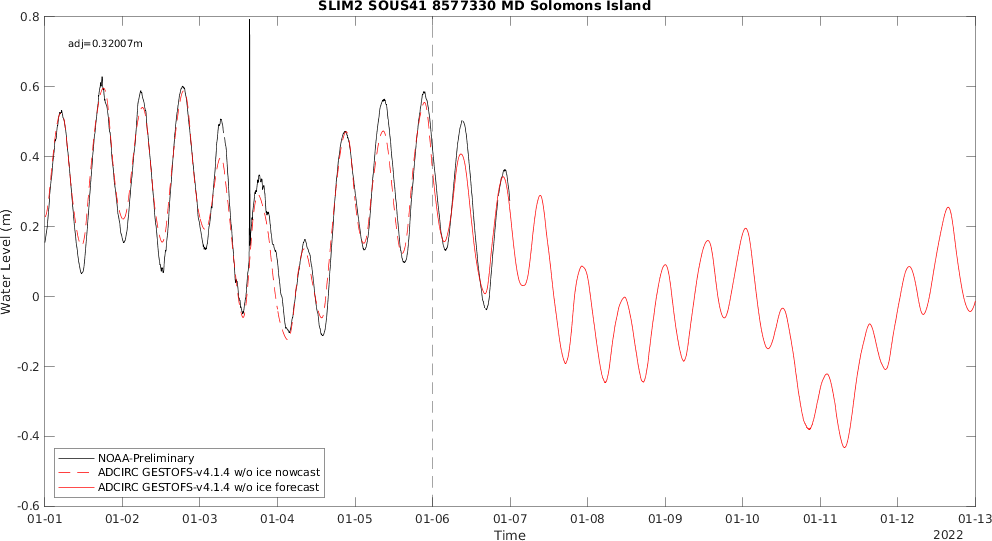 SLIM2 SOUS41 8577330 MD Solomons Island
adj=0.32007m
Water Level (m)
0.8
0.6
0.4
0.2
0
-0.2
-0.4
-0.6
NOAA-Preliminary
ADCIRC GESTOFS-v4.1.4 w/o ice nowcast
ADCIRC GESTOFS-v4.1.4 w/o ice forecast
01-01 01-02 01-03 01-04 01-05 01-06 01-07 01-08 01-09 01-10 01-11 01-12 01-13
Time
2022